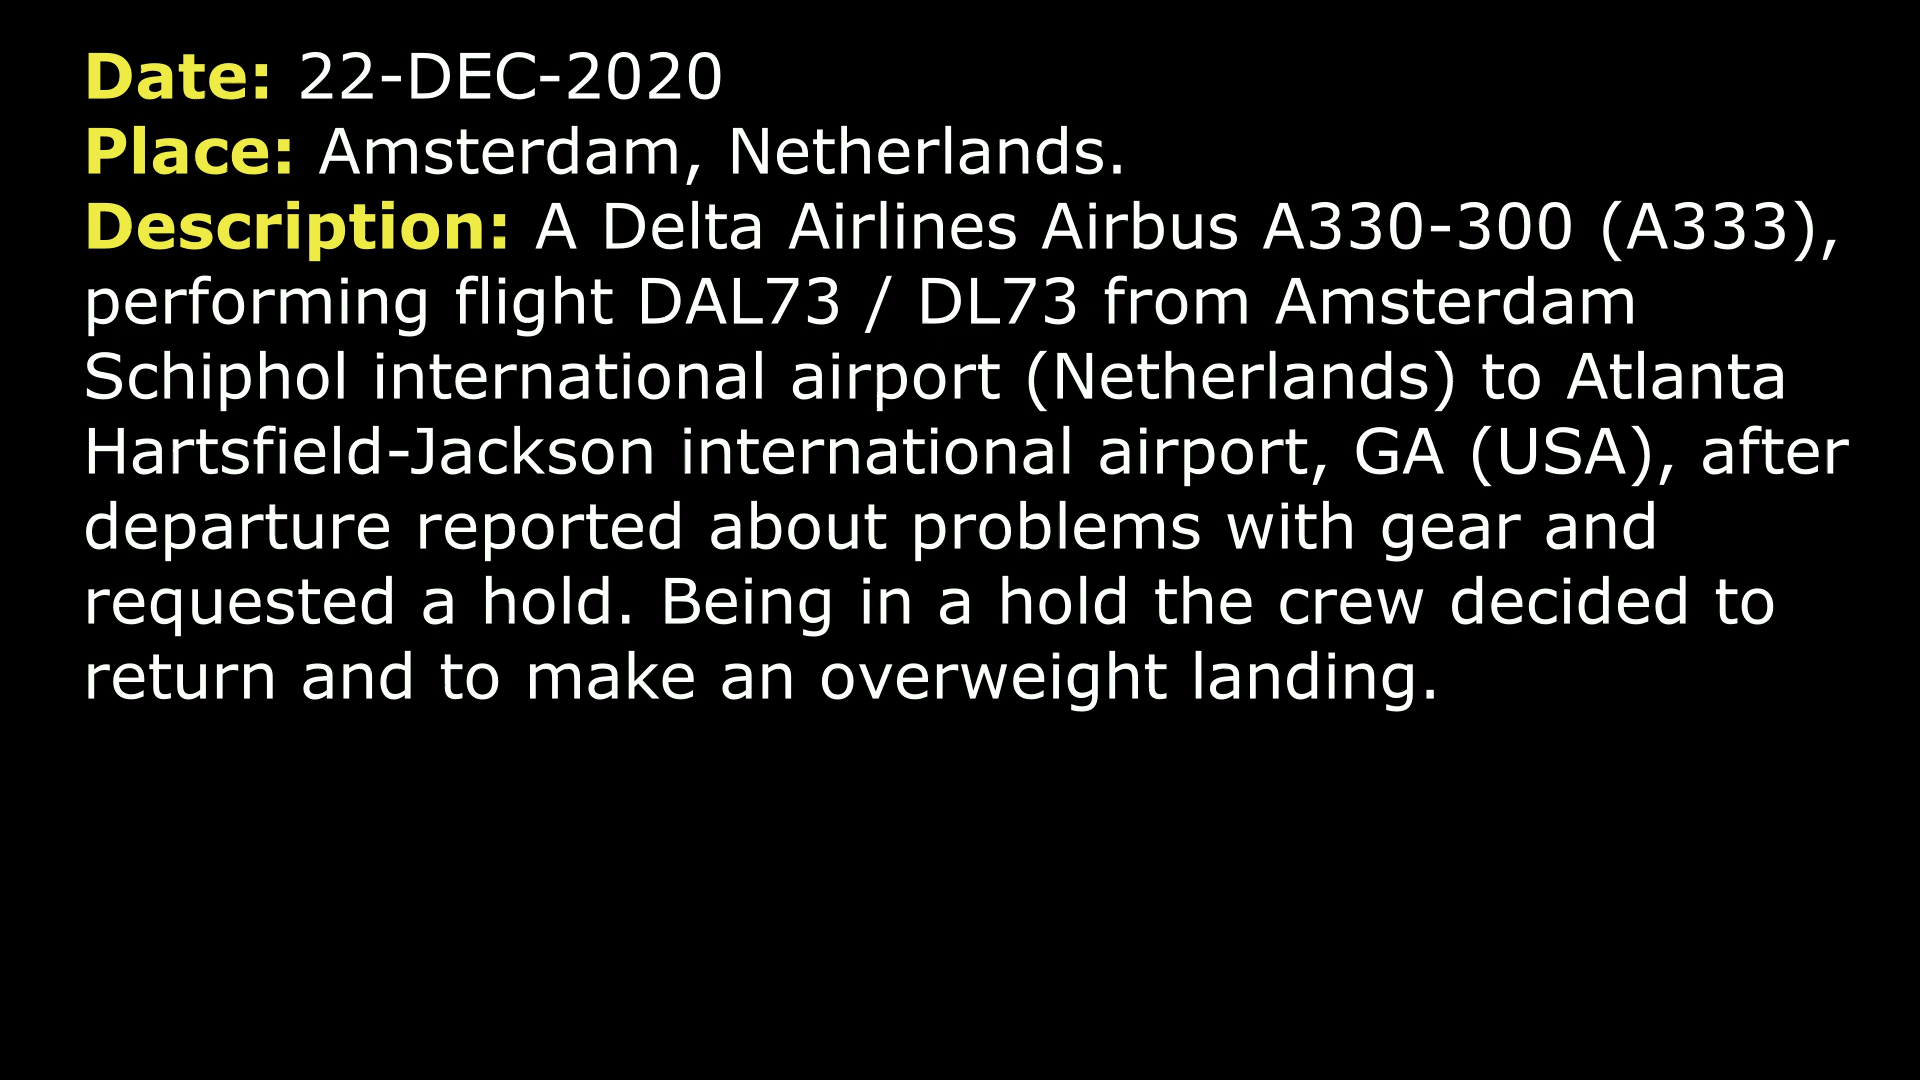 Date: 22-DEC-2020
Place: Amsterdam, Netherlands.
Description: A Delta Airlines Airbus A330-300 (A333),
performing flight DAL73 / DL73 from Amsterdam
Schiphol international airport (Netherlands) to Atlanta
Hartsfield-Jackson international airport, GA (USA), after
departure reported about problems with gear and
requested a hold. Being in a hold the crew decided to
return and to make an overweight landing.